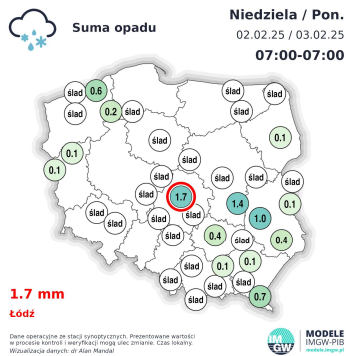 Suma opadu
Niedziela / Pon.
02.02.25 / 03.02.25
07:00-07:00
ślad
0.6
ślad
ślad
ślad
0.2
ślad
ślad
ślad
0.1
0.1
ślad
0.1
ślad
ślad
ślad
ślad
ślad
1.7
1.4
0.1
ślad
ślad
ślad
1.0
ślad
ślad
0.4
ślad
0.4
ślad
0.1
0.1
ślad
ślad
ślad
ślad
0.7
1.7 mm
Łódź
Dane operacyjne ze stacji synoptycznych. Prezentowane wartości
w procesie kontroli i weryfikacji mogą ulec zmianie. Czas lokalny.
Wizualizacja danych: dr Alan Mandal
IM
GW
MODELE
IMGW-PIB
modele.imgw.pl